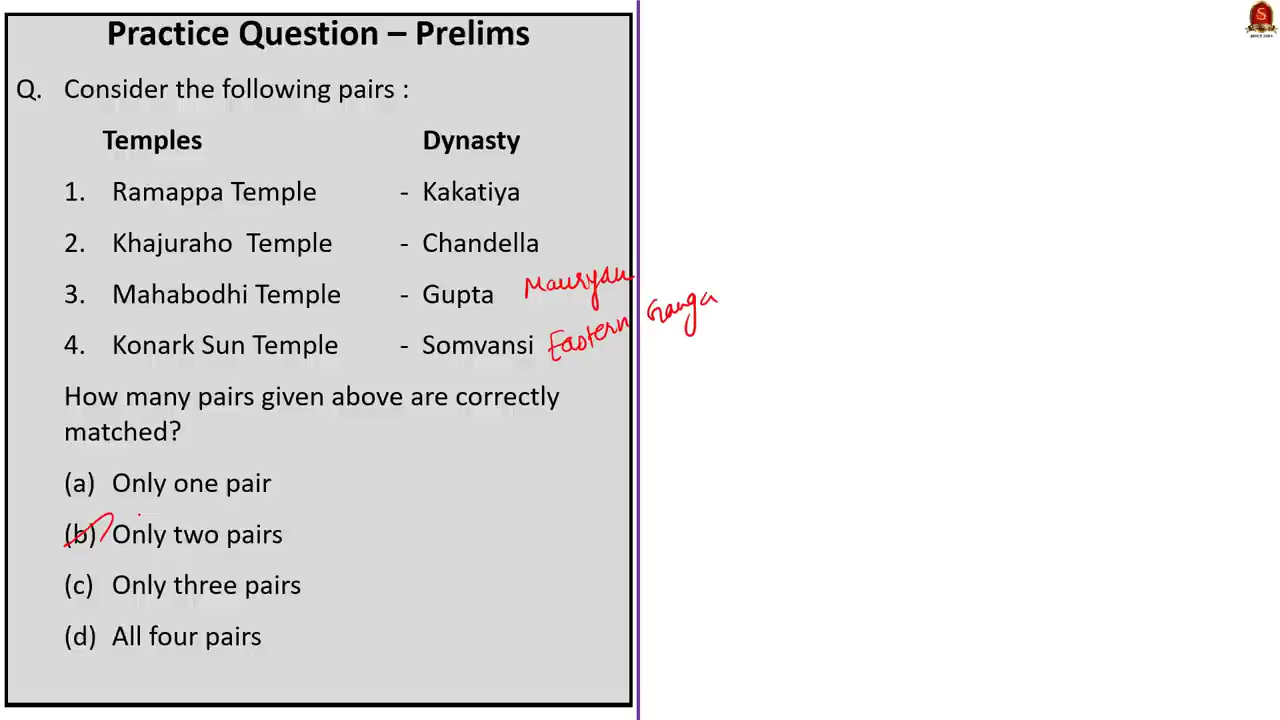 Practice Question – Prelims
Q. Consider the following pairs :
Temples Dynasty
1. Ramappa Temple - Kakatiya
2. Khajuraho Temple - Chandella
3. Mahabodhi Temple - Gupta Mauryan
4. Konark Sun Temple - Somvansi Eastern Ganga
How many pairs given above are correctly
matched?
(a) Only one pair
(b) Only two pairs
(c) Only three pairs
(d) All four pairs
S